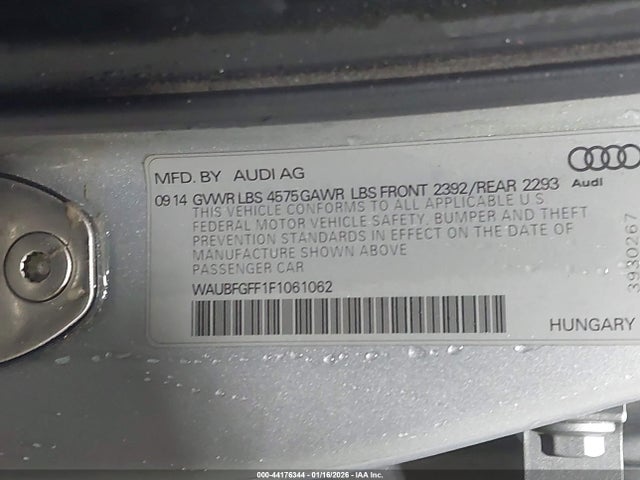 MFD. BY AUDI AG
09 14 GVWR LBS 4575 GAWR LBS FRONT 2392/REAR 2293
Audi
THIS VEHICLE CONFORMS TO ALL APPLICABLE U S
FEDERAL MOTOR VEHICLE SAFETY, BUMPER AND THEFT
PREVENTION STANDARDS IN EFFECT ON THE DATE OF
MANUFACTURE SHOWN ABOVE
PASSENGER CAR
WAUBFGFF1F1061062
HUNGARY
3930267
000-44176344 - 01/16/2026 - IAA Inc.